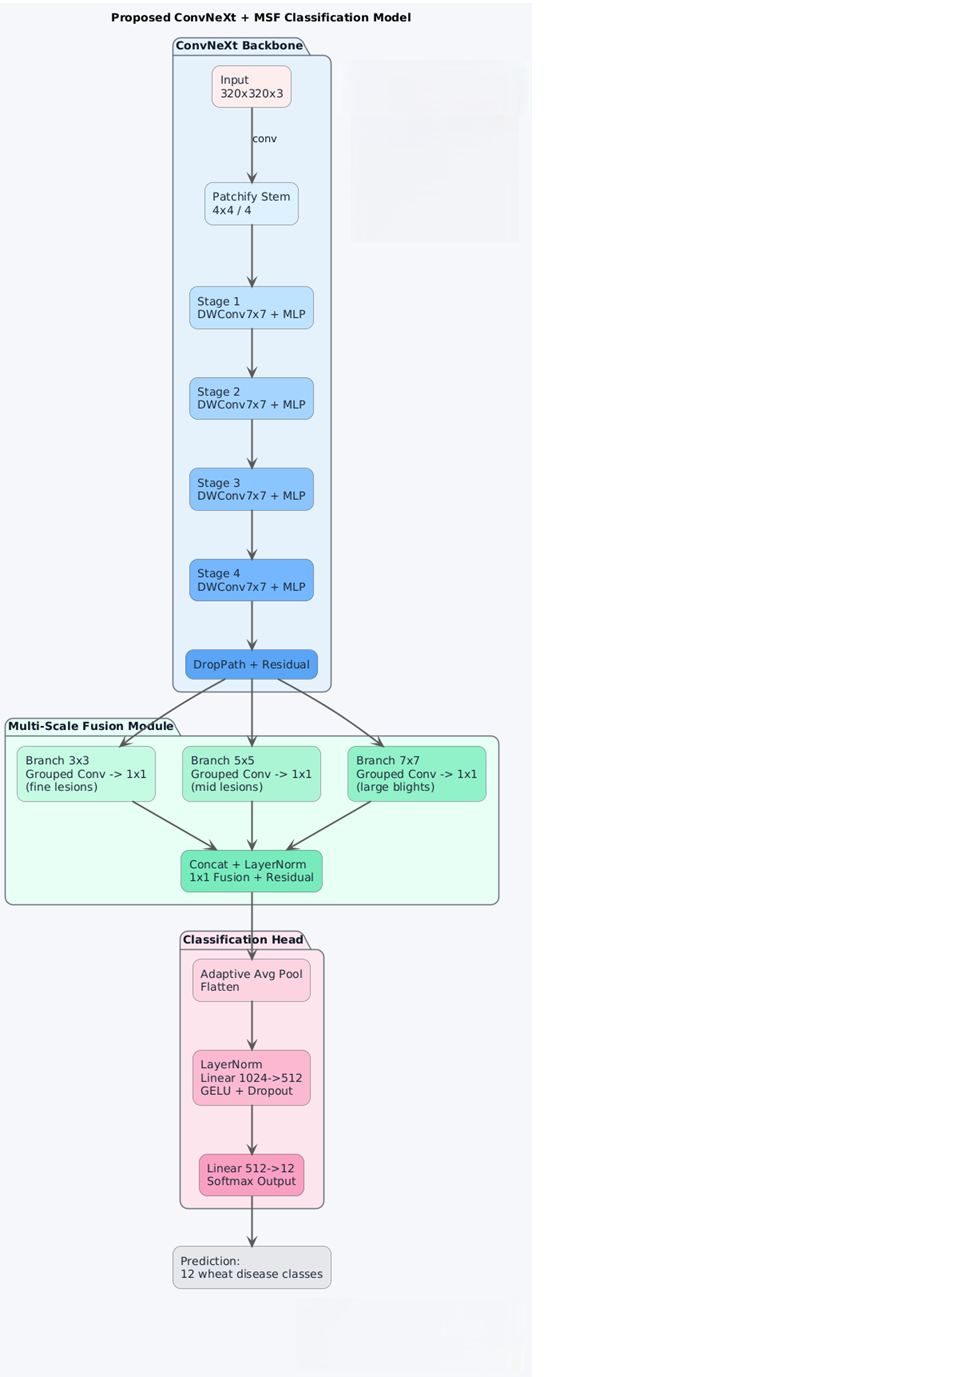 Proposed ConvNeXt + MSF Classification Model
ConvNeXt Backbone
Input
320x320x3
conv
Patchify Stem
4x4 / 4
Stage 1
DWConv7x7 + MLP
Stage 2
DWConv7x7 + MLP
Stage 3
DWConv7x7 + MLP
Stage 4
DWConv7x7 + MLP
DropPath + Residual
Multi-Scale Fusion Module
Branch 3x3
Grouped Conv -> 1x1
(fine lesions)
Branch 5x5
Grouped Conv -> 1x1
(mid lesions)
Branch 7x7
Grouped Conv -> 1x1
(large blights)
Concat + LayerNorm
1x1 Fusion + Residual
Classification Head
Adaptive Avg Pool
Flatten
LayerNorm
Linear 1024->512
GELU + Dropout
Linear 512->12
Softmax Output
Prediction:
12 wheat disease classes